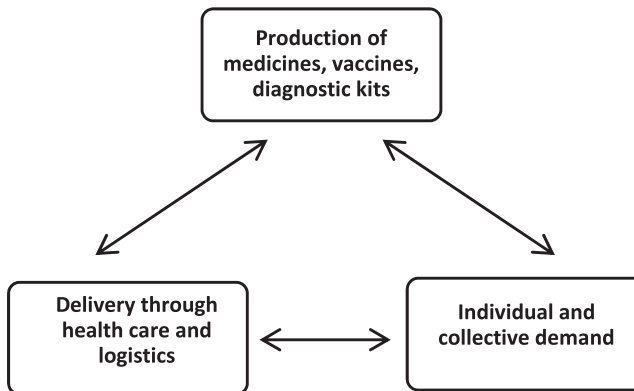 Production of
medicines, vaccines,
diagnostic kits
Delivery through
health care and
logistics
Individual and
collective demand